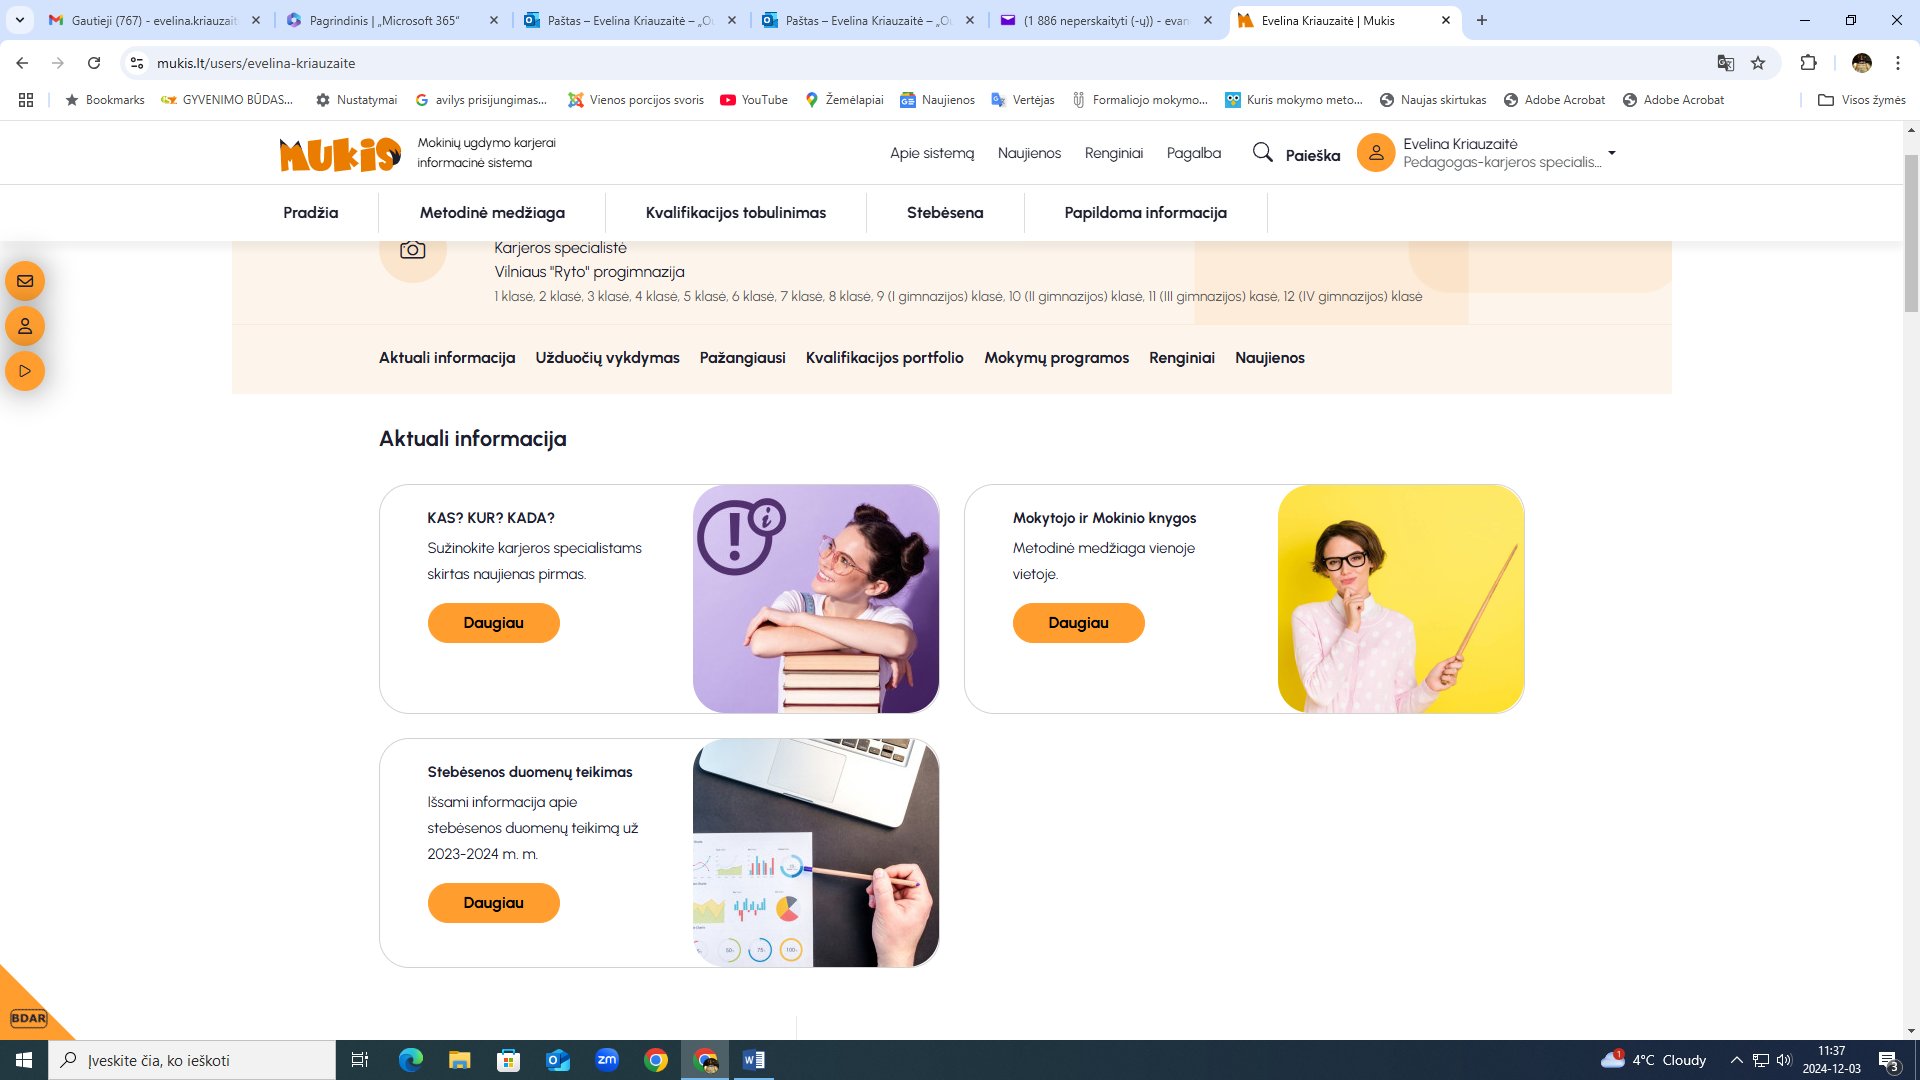 Gautieji (767) - evelina.kriauzait
Pagrindinis | „Microsoft 365“
Paštas – Evelina Kriauzaitė – „Ou
Paštas – Evelina Kriauzaitė – „Ou
(1 886 neperskaityti (-ų)) - evan
Evelina Kriauzaitė | Mukis
mukis.lt/users/evelina-kriauzaite
Bookmarks
GYVENIMO BŪDAS...
Nustatymai
avilys prisijungimas...
Vienos porcijos svoris
YouTube
Žemėlapiai
Naujienos
Vertėjas
Formaliojo mokymo...
Kuris mokymo meto...
Naujas skirtukas
Adobe Acrobat
Adobe Acrobat
Visos žymės
MUKIS
Mokinių ugdymo karjerai
informacinė sistema
Apie sistemą
Naujienos
Renginiai
Pagalba
Paieška
Evelina Kriauzaitė
Pedagogas-karjeros specialis...
Pradžia
Metodinė medžiaga
Kvalifikacijos tobulinimas
Stebėsena
Papildoma informacija
Karjeros specialistė
Vilniaus "Ryto" progimnazija
1 klasė, 2 klasė, 3 klasė, 4 klasė, 5 klasė, 6 klasė, 7 klasė, 8 klasė, 9 (I gimnazijos) klasė, 10 (II gimnazijos) klasė, 11 (III gimnazijos) kasė, 12 (IV gimnazijos) klasė
Aktuali informacija
Užduočių vykdymas
Pažangiausi
Kvalifikacijos portfolio
Mokymų programos
Renginiai
Naujienos
Aktuali informacija
KAS? KUR? KADA?
Sužinokite karjeros specialistams
skirtas naujienas pirmas.
Daugiau
Mokytojo ir Mokinio knygos
Metodinė medžiaga vienoje
vietoje.
Daugiau
Stebėsenos duomenų teikimas
Išsami informacija apie
stebėsenos duomenų teikimą už
2023-2024 m. m.
Daugiau
BDAR
Įveskite čia, ko ieškoti
4°C Cloudy
11:37
2024-12-03
3